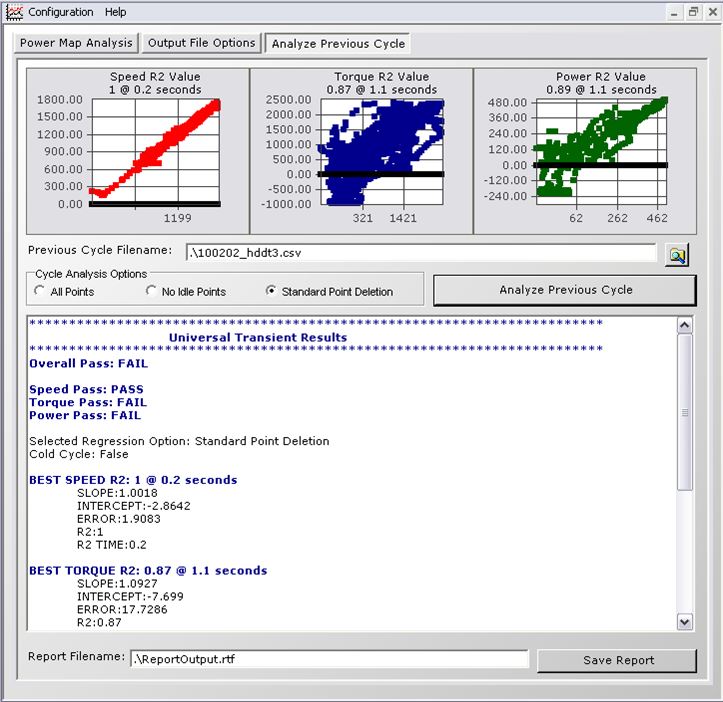 Configuration Help
Power Map Analysis Output File Options Analyze Previous Cycle
Speed R2 Value
1 @ 0.2 seconds
1800.00
1500.00
1200.00
900.00
600.00
300.00
0.00
1199
Torque R2 Value
0.87 @ 1.1 seconds
2500.00
2000.00
1500.00
1000.00
500.00
0.00
-500.00
-1000.00
321 1421
Power R2 Value
0.89 @ 1.1 seconds
480.00
360.00
240.00
120.00
0.00
-120.00
-240.00
62 262 462
Previous Cycle Filename: .\100202_hddt3.csv
Cycle Analysis Options
All Points No Idle Points Standard Point Deletion
Analyze Previous Cycle
************************************************************************
Universal Transient Results
************************************************************************
Overall Pass: FAIL
Speed Pass: PASS
Torque Pass: FAIL
Power Pass: FAIL
Selected Regression Option: Standard Point Deletion
Cold Cycle: False
BEST SPEED R2: 1 @ 0.2 seconds
SLOPE:1.0018
INTERCEPT:-2.8642
ERROR:1.9083
R2:1
R2 TIME:0.2
BEST TORQUE R2: 0.87 @ 1.1 seconds
SLOPE:1.0927
INTERCEPT:-7.699
ERROR:17.7286
R2:0.87
Report Filename: .\ReportOutput.rtf
Save Report